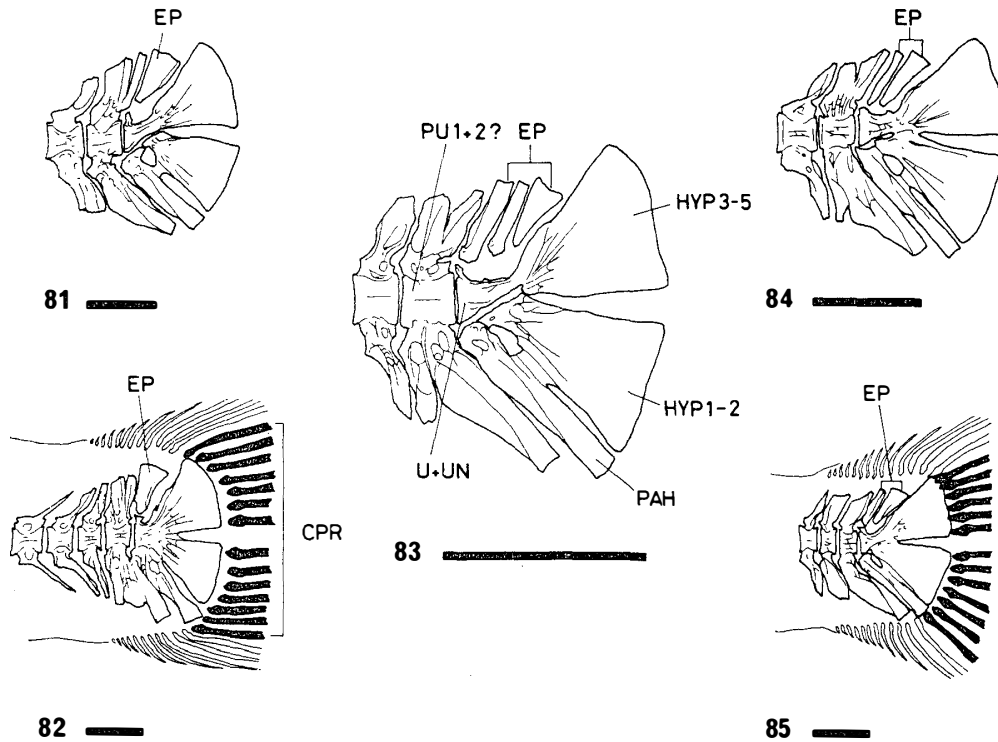 EP
81
EP
CPR
82
PU1+2? EP
HYP3-5
HYP1-2
U+UN
PAH
83
EP
84
EP
85